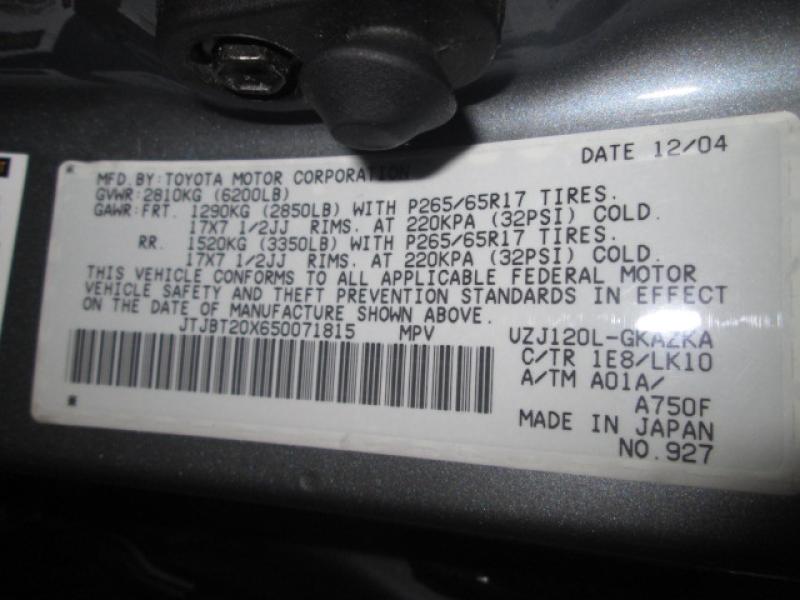 DATE 12/04
MFD. BY: TOYOTA MOTOR CORPORATION
GVWR: 2810KG (6200LB)
GAWR: FRT. 1290KG (2850LB) WITH P265/65R17 TIRES.
17X7 1/2JJ RIMS. AT 220KPA (32PSI) COLD.
RR. 1520KG (3350LB) WITH P265/65R17 TIRES.
17X7 1/2JJ RIMS. AT 220KPA (32PSI) COLD.
THIS VEHICLE CONFORMS TO ALL APPLICABLE FEDERAL MOTOR
VEHICLE SAFETY AND THEFT PREVENTION STANDARDS IN EFFECT
ON THE DATE OF MANUFACTURE SHOWN ABOVE.
JTJBT20X650071815 MPV UZJ120L-GKAZKA
C/TR 1E8/LK10
A/TM A01A/
A750F
MADE IN JAPAN
NO. 927